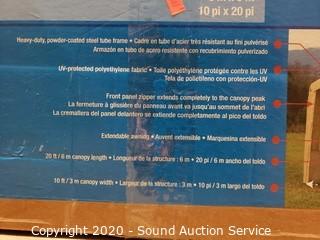 10 pi x 20 pi
Heavy-duty, powder-coated steel tube frame • Cadre en tube d'acier très résistant au fini pulvérisé
Armazón en tubo de acero resistente con recubrimiento pulverizado
UV-protected polyethylene fabric • Toile polyéthylène protégée contre les UV
Tela de polietileno con protección-UV
Front panel zipper extends completely to the canopy peak
La fermeture à glissière du panneau avant va jusqu'au sommet de l'abri
La cremallera del panel delantero se extiende completamente al pico del toldo
Extendable awning • Auvent extensible • Marquesina extensible
20 ft / 6 m canopy length • Longueur de la structure : 6 m • 20 pi / 6 m ancho del toldo
10 ft / 3 m canopy width • Largeur de la structure : 3 m • 10 pi / 3 m largo del toldo
Copyright 2020 - Sound Auction Service